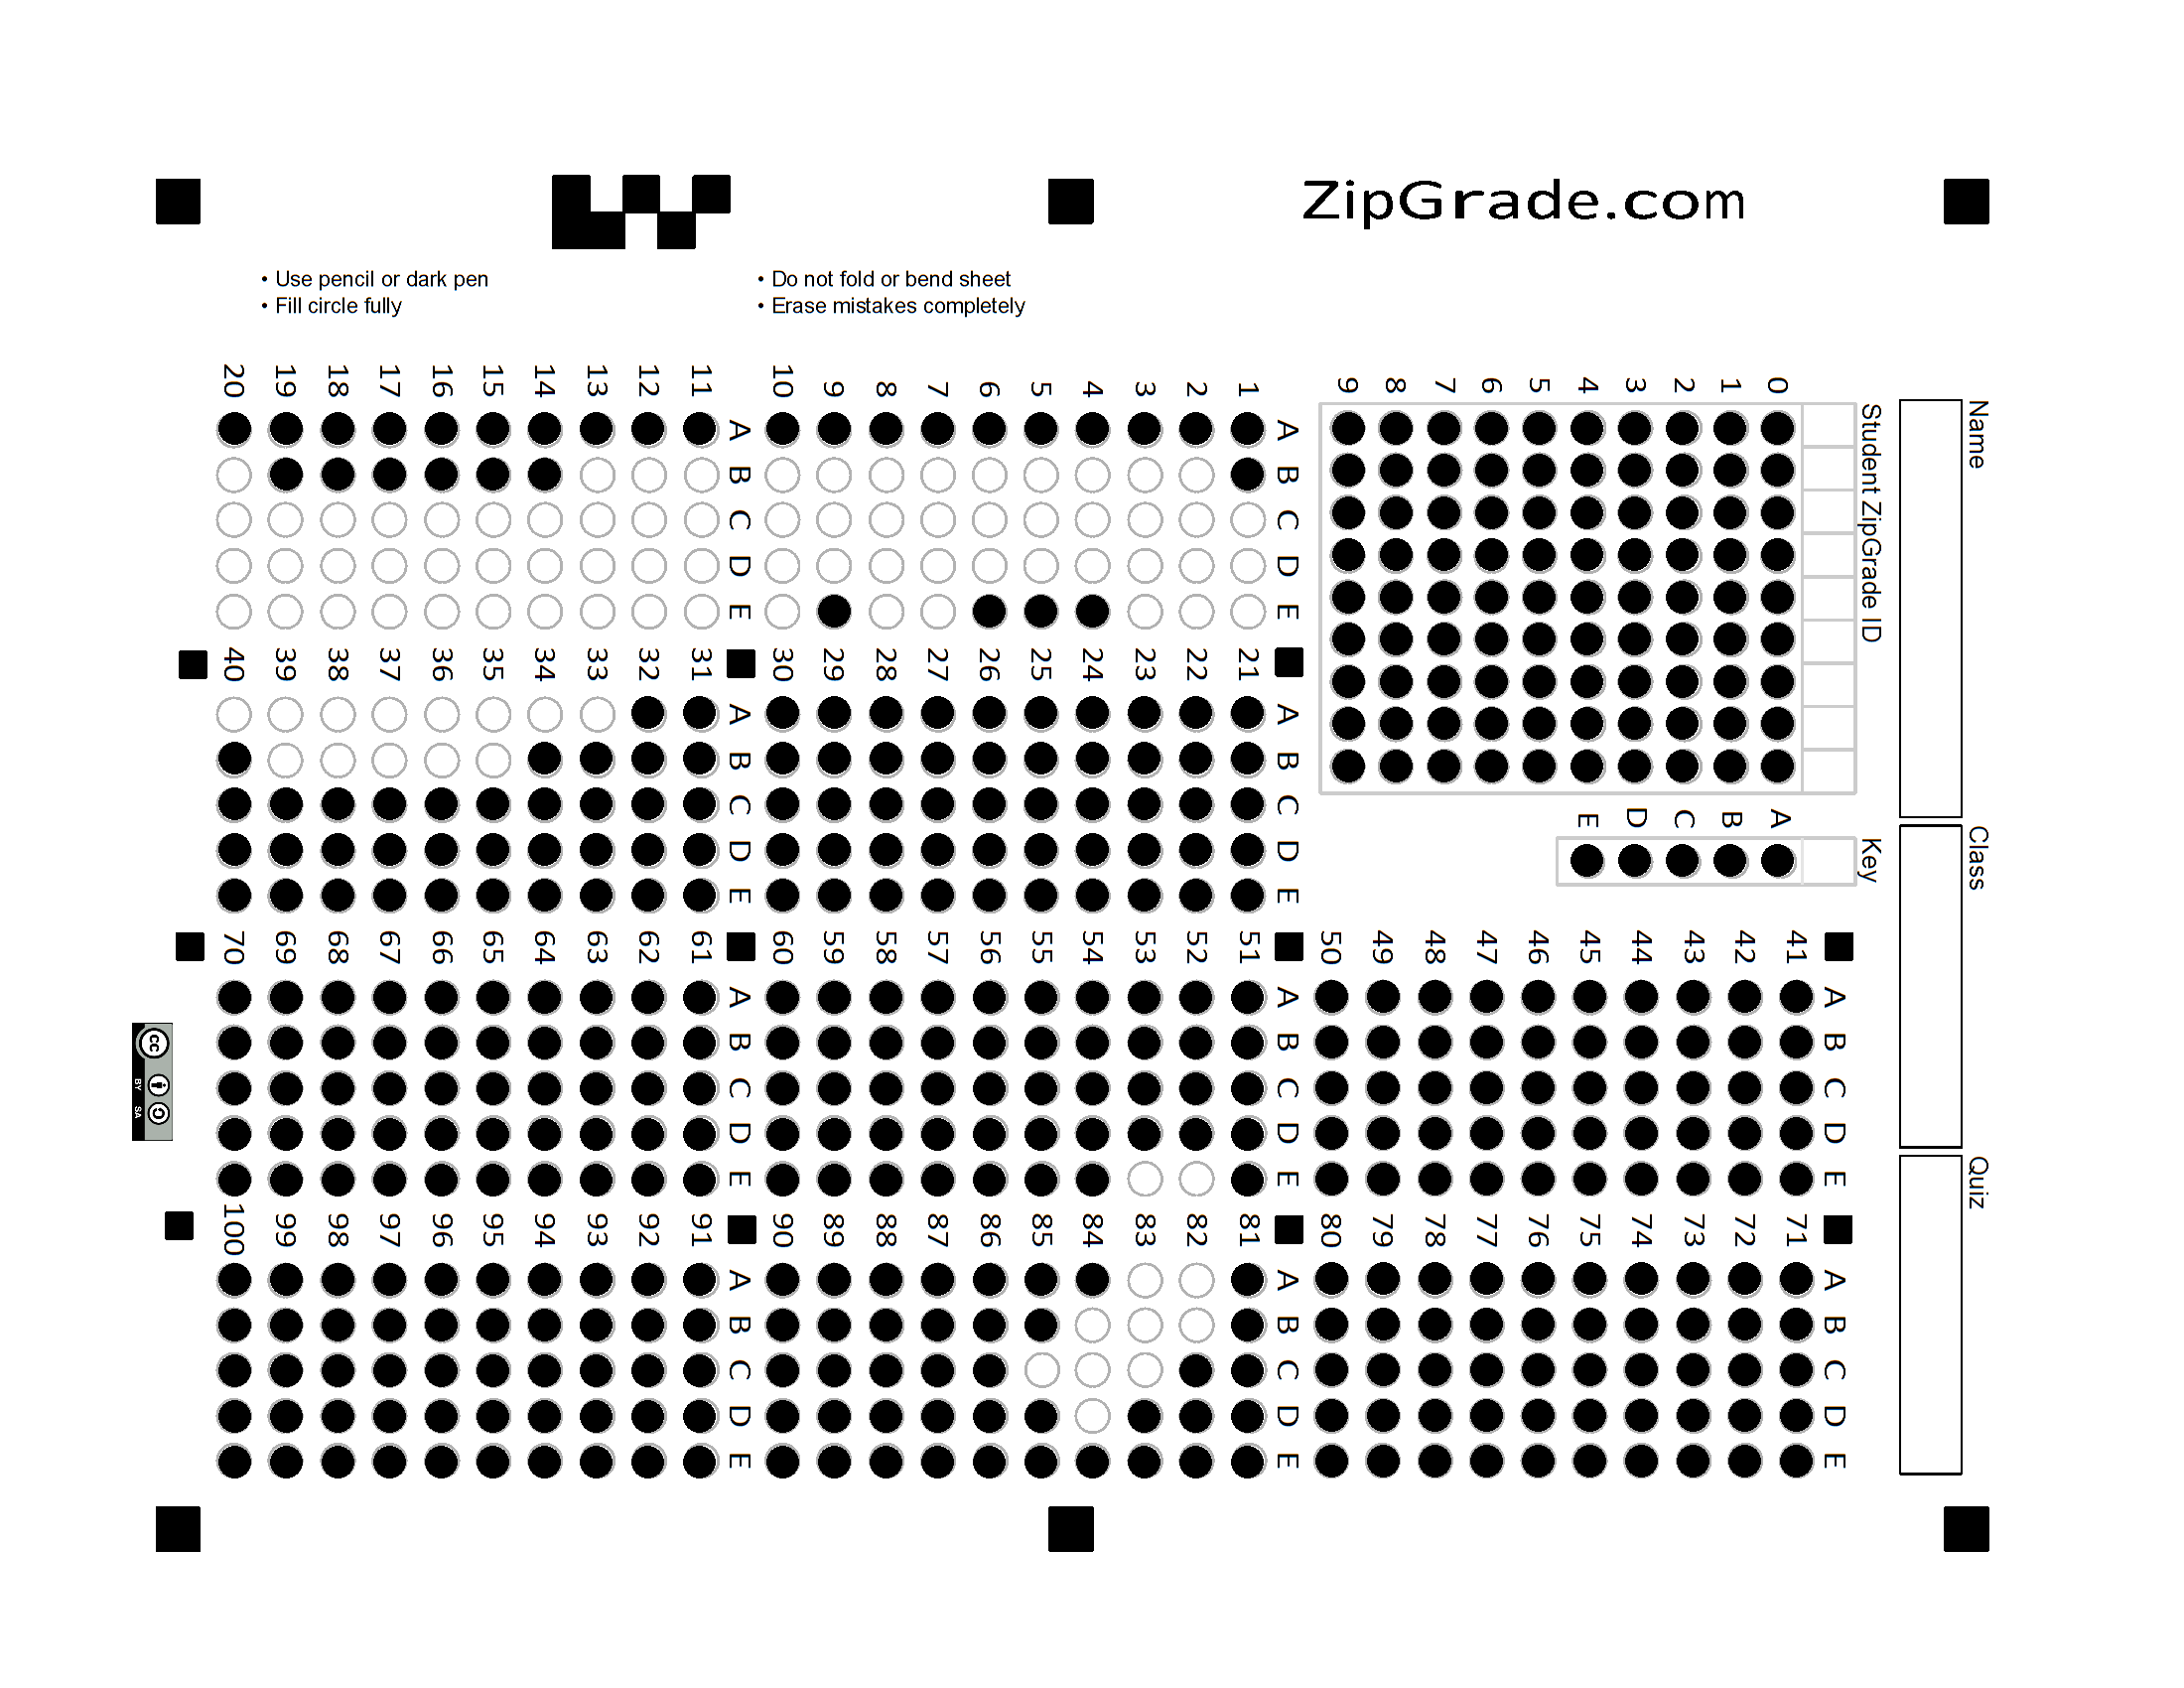 ZipGrade.com
• Use pencil or dark pen
• Fill circle fully
• Do not fold or bend sheet
• Erase mistakes completely
Name
Class
Quiz
Student ZipGrade ID
0 1 2 3 4 5 6 7 8 9
Key
A B C D E
A B C D E
1 2 3 4 5 6 7 8 9 10
A B C D E
11 12 13 14 15 16 17 18 19 20
A B C D E
21 22 23 24 25 26 27 28 29 30
A B C D E
31 32 33 34 35 36 37 38 39 40
A B C D E
41 42 43 44 45 46 47 48 49 50
A B C D E
51 52 53 54 55 56 57 58 59 60
A B C D E
61 62 63 64 65 66 67 68 69 70
A B C D E
71 72 73 74 75 76 77 78 79 80
A B C D E
81 82 83 84 85 86 87 88 89 90
A B C D E
91 92 93 94 95 96 97 98 99 100
A B C D E
cc
BY SA